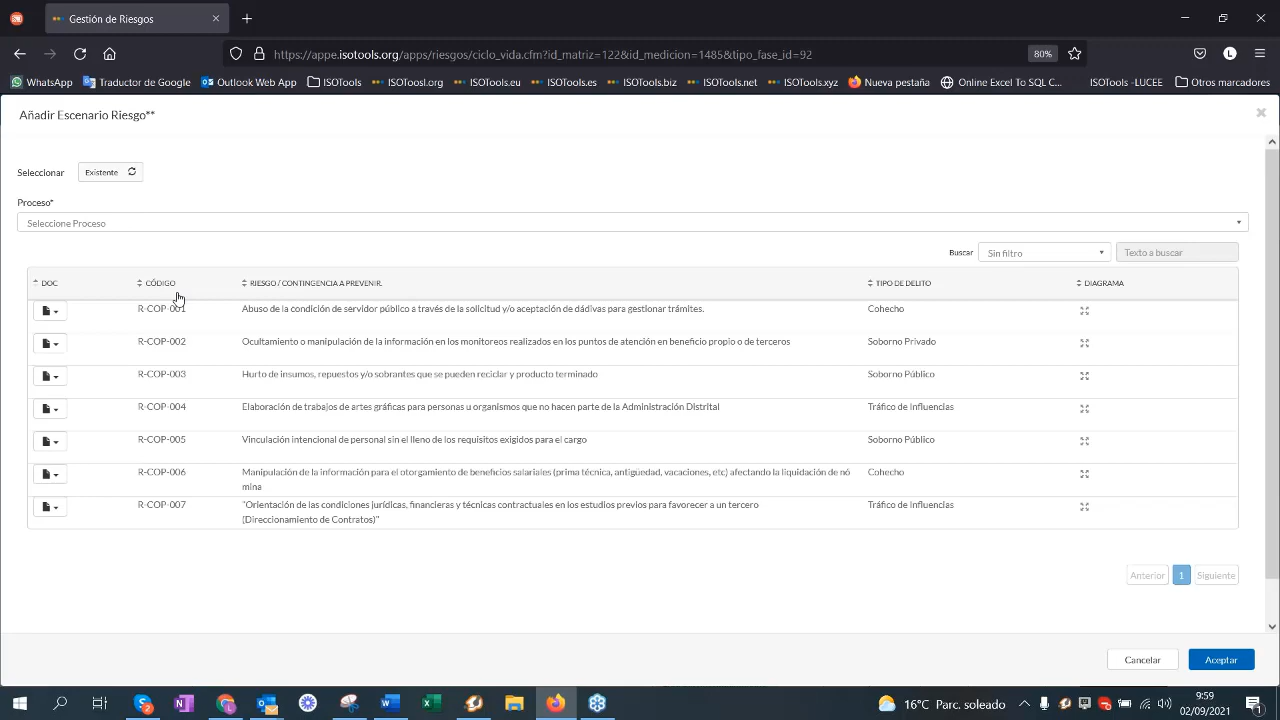 Gestión de Riesgos
https://appe.isotools.org/apps/riesgos/ciclo_vida.cfm?id_matriz=122&id_medicion=1485&tipo_fase_id=92
80%
L
WhatsApp
Traductor de Google
Outlook Web App
ISOTools
ISOToosl.org
ISOTools.eu
ISOTools.es
ISOTools.biz
ISOTools.net
ISOTools.xyz
Nueva pestaña
Online Excel To SQL C...
ISOTools -LUCEE
Otros marcadores
Añadir Escenario Riesgo**
Seleccionar
Existente
Proceso*
Seleccione Proceso
Buscar
Sin filtro
Texto a buscar
DOC
CÓDIGO
RIESGO / CONTINGENCIA A PREVENIR.
TIPO DE DELITO
DIAGRAMA
R-COP-001
Abuso de la condición de servidor público a través de la solicitud y/o aceptación de dádivas para gestionar trámites.
Cohecho
R-COP-002
Ocultamiento o manipulación de la información en los monitoreos realizados en los puntos de atención en beneficio propio o de terceros
Soborno Privado
R-COP-003
Hurto de insumos, repuestos y/o sobrantes que se pueden reciclar y producto terminado
Soborno Público
R-COP-004
Elaboración de trabajos de artes gráficas para personas u organismos que no hacen parte de la Administración Distrital
Tráfico de Influencias
R-COP-005
Vinculación intencional de personal sin el lleno de los requisitos exigidos para el cargo
Soborno Público
R-COP-006
Manipulación de la información para el otorgamiento de beneficios salariales (prima técnica, antigüedad, vacaciones, etc) afectando la liquidación de nó
mina
Cohecho
R-COP-007
"Orientación de las condiciones jurídicas, financieras y técnicas contractuales en los estudios previos para favorecer a un tercero
(Direccionamiento de Contratos)"
Tráfico de Influencias
Anterior
1
Siguiente
Cancelar
Aceptar
2
16°C Parc. soleado
9:59
02/09/2021